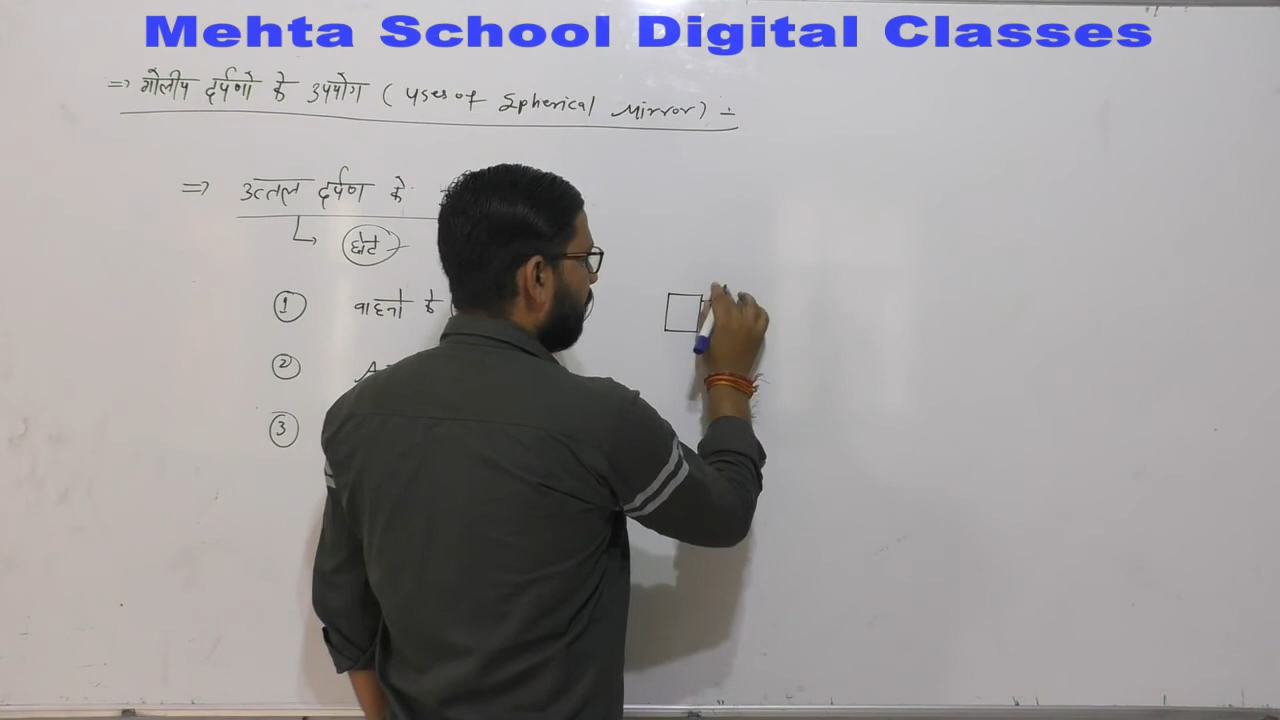 Mehta School Digital Classes
⇒ गोलीय दर्पणो के उपयोग ( uses of Spherical Mirror) ÷
⇒ उत्तल दर्पण के
↳ छोटे
① वाहनो के
②
③